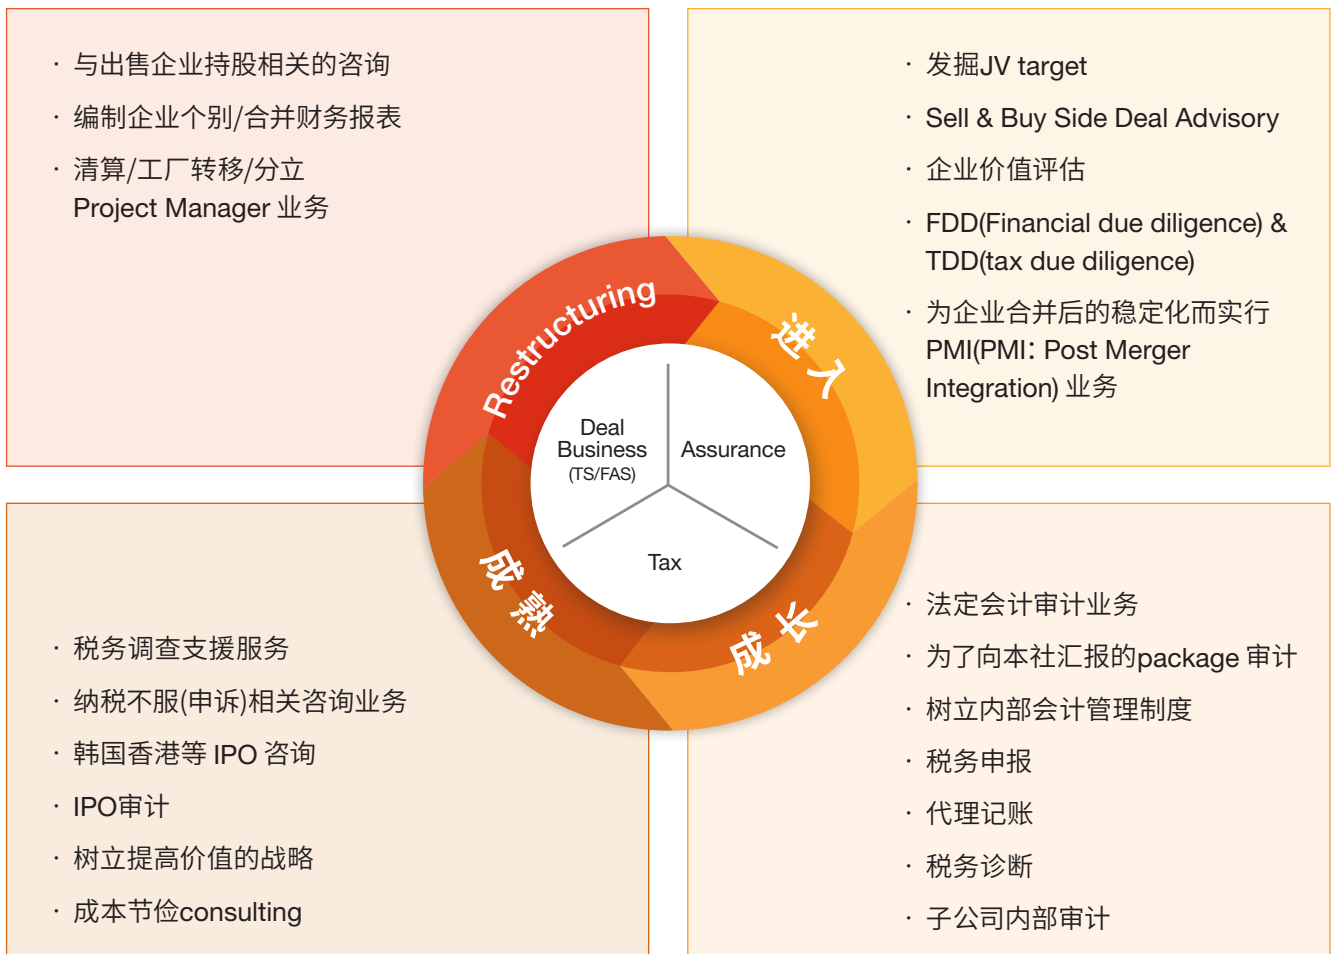 · 与出售企业持股相关的咨询
· 编制企业个别/合并财务报表
· 清算/工厂转移/分立
Project Manager 业务
· 发掘JV target
· Sell & Buy Side Deal Advisory
· 企业价值评估
· FDD(Financial due diligence) &
TDD(tax due diligence)
· 为企业合并后的稳定化而实行
PMI(PMI: Post Merger
Integration) 业务
Restructuring
进入
Deal
Business
(TS/FAS)
Assurance
Tax
成熟
成长
· 税务调查支援服务
· 纳税不服(申诉)相关咨询业务
· 韩国香港等 IPO 咨询
· IPO审计
· 树立提高价值的战略
· 成本节俭consulting
· 法定会计审计业务
· 为了向本社汇报的package 审计
· 树立内部会计管理制度
· 税务申报
· 代理记账
· 税务诊断
· 子公司内部审计